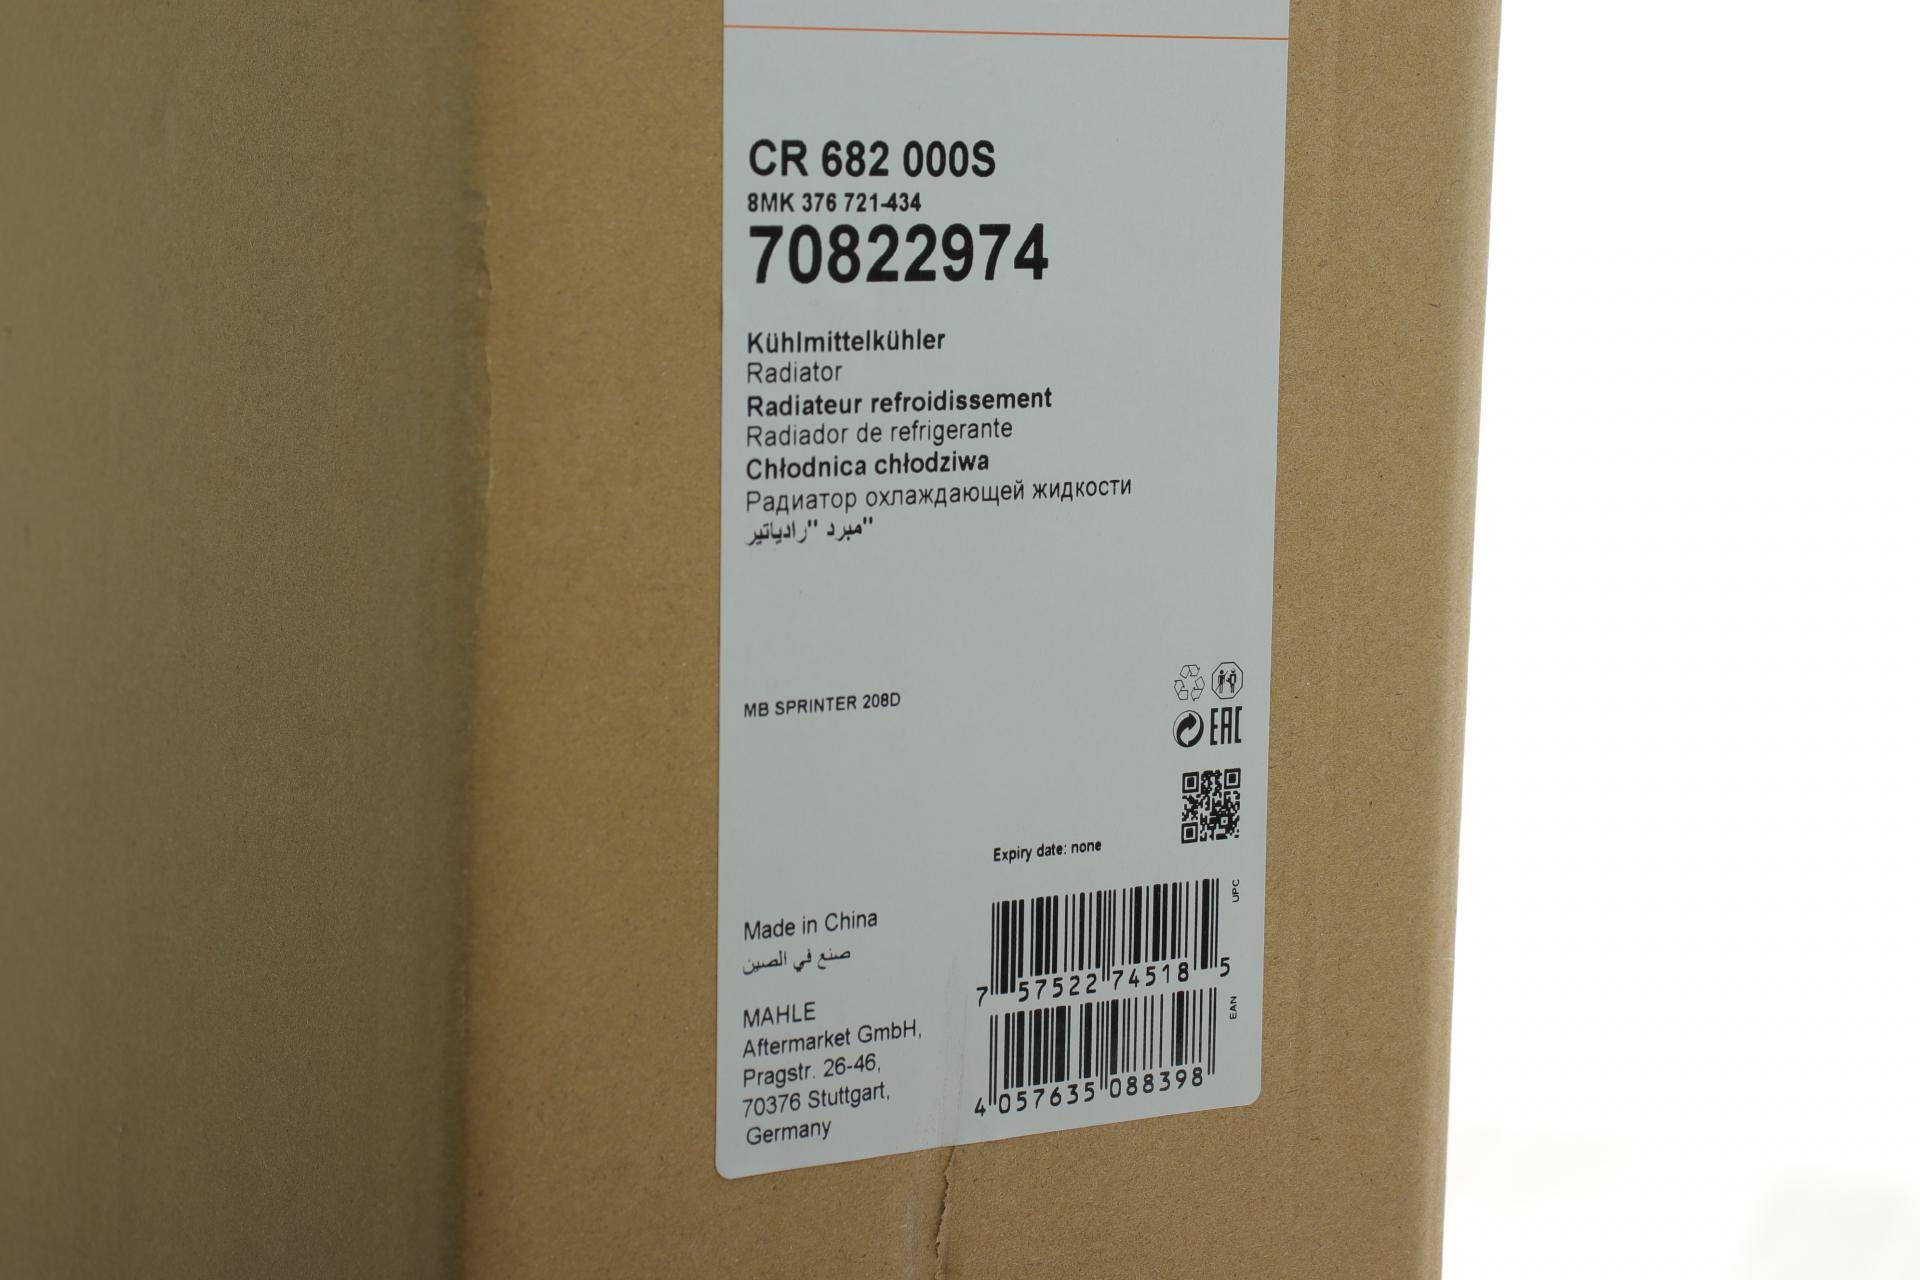 CR 682 000S
8MK 376 721-434
70822974
Kühlmittelkühler
Radiator
Radiateur refroidissement
Radiador de refrigerante
Chłodnica chłodziwa
Радиатор охлаждающей жидкости
"مبرد "رادياتير
MB SPRINTER 208D
EAC
Expiry date: none
UPC
7 57522 74518 5
Made in China
صنع في الصين
EAN
4 057635 088398
MAHLE
Aftermarket GmbH,
Pragstr. 26-46,
70376 Stuttgart,
Germany